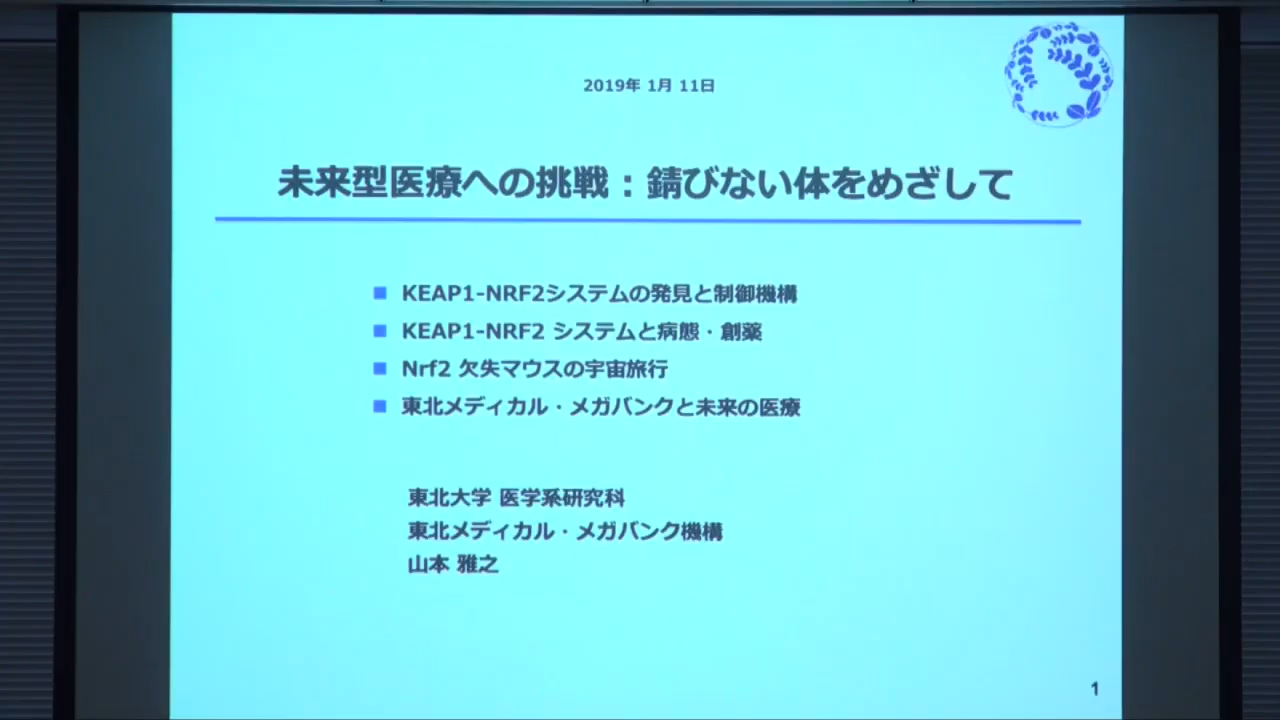 2019年 1月 11日
未来型医療への挑戦：錆びない体をめざして
KEAP1-NRF2システムの発見と制御機構
KEAP1-NRF2 システムと病態・創薬
Nrf2 欠失マウスの宇宙旅行
東北メディカル・メガバンクと未来の医療
東北大学 医学系研究科
東北メディカル・メガバンク機構
山本 雅之
1